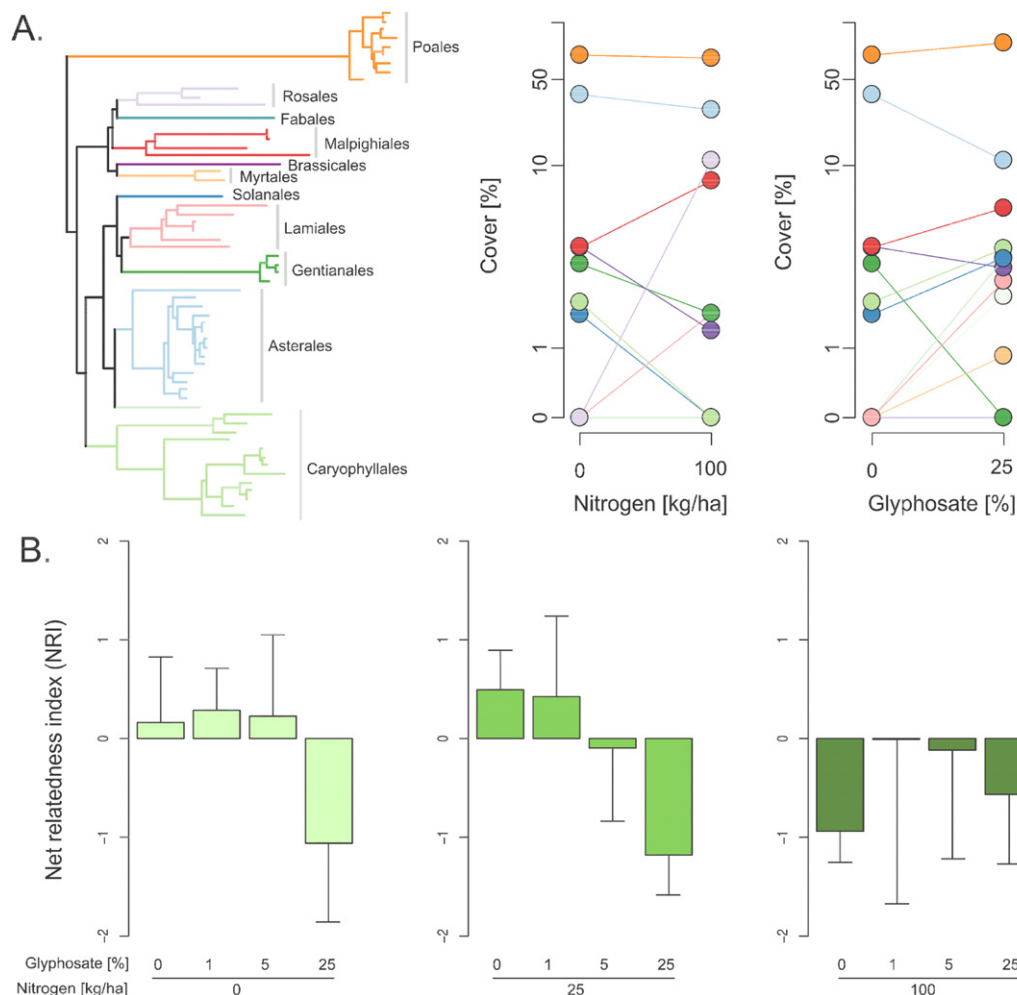 A.
Poales
Rosales
Fabales
Malpighiales
Brassicales
Myrtales
Solanales
Lamiales
Gentianales
Asterales
Caryophyllales
Cover [%]
50
10
1
0
0 100
Nitrogen [kg/ha]
Cover [%]
50
10
1
0
0 25
Glyphosate [%]
B.
Net relatedness index (NRI)
2
1
0
-1
-2
2
1
0
-1
-2
2
1
0
-1
-2
Glyphosate [%] 0 1 5 25 0 1 5 25 0 1 5 25
Nitrogen [kg/ha] 0 25 100